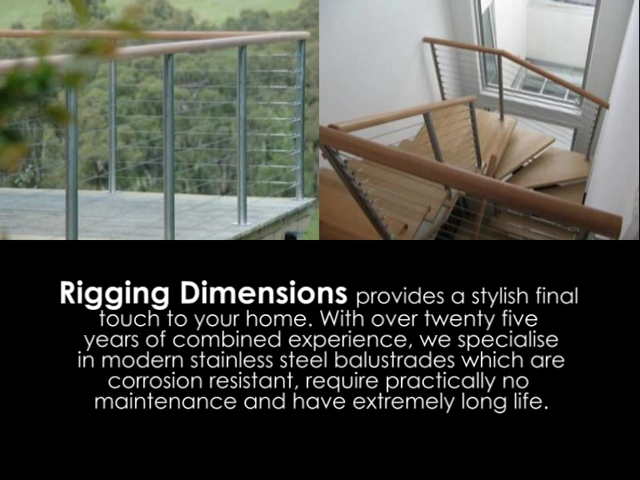 Rigging Dimensions provides a stylish final
touch to your home. With over twenty five
years of combined experience, we specialise
in modern stainless steel balustrades which are
corrosion resistant, require practically no
maintenance and have extremely long life.